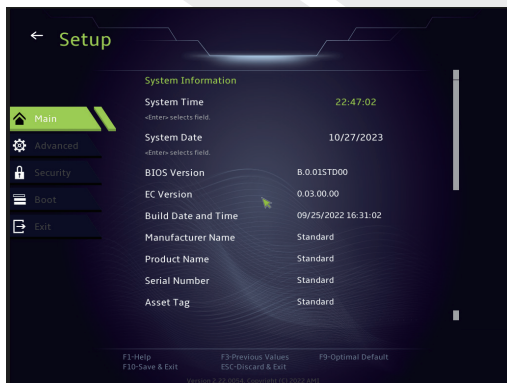 Setup
System Information
System Time 22:47:02
<Enter> selects field.
System Date 10/27/2023
<Enter> selects field.
BIOS Version B.0.01STD00
EC Version 0.03.00.00
Build Date and Time 09/25/2022 16:31:02
Manufacturer Name Standard
Product Name Standard
Serial Number Standard
Asset Tag Standard
Main
Advanced
Security
Boot
Exit
F1-Help F3-Previous Values F9-Optimal Default
F10-Save & Exit ESC-Discard & Exit
Copyright (C) 2022 AMI